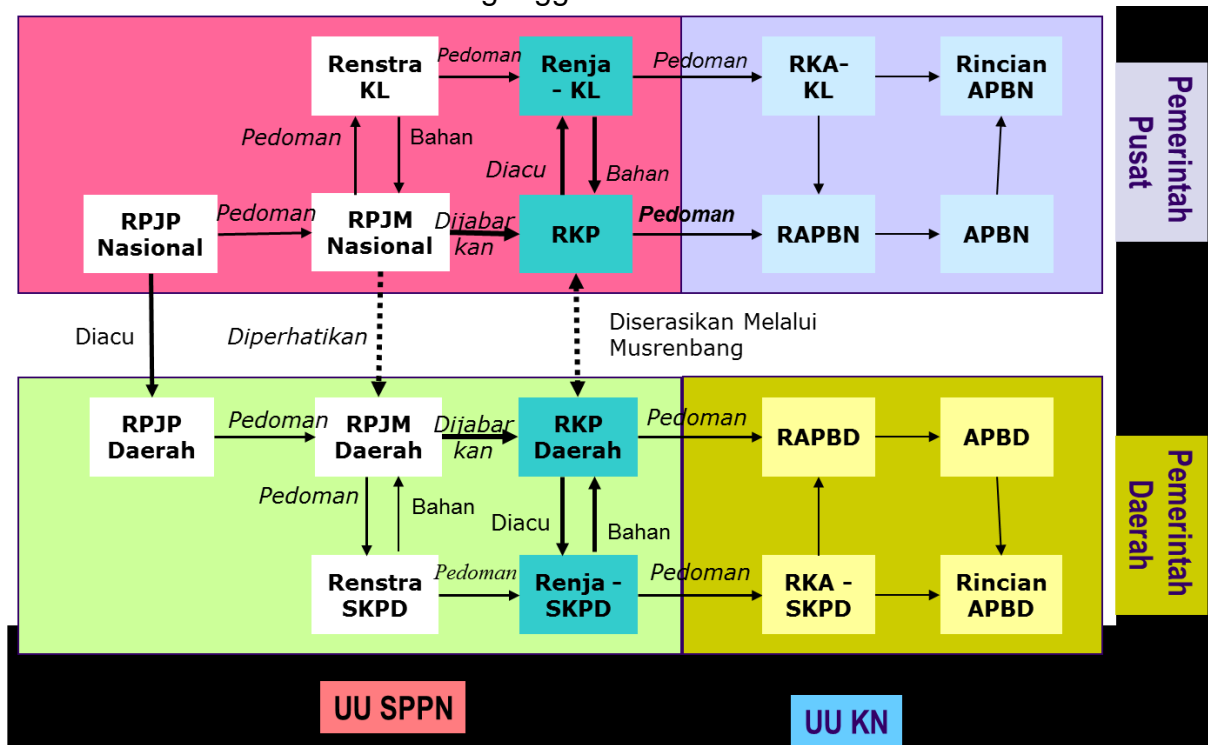 Renstra
KL
Pedoman
Renja
- KL
Pedoman
RKA-
KL
Rincian
APBN
Pedoman
Bahan
Diacu
Bahan
RPJP
Nasional
Pedoman
RPJM
Nasional
Dijabar
kan
RKP
Pedoman
RAPBN
APBN
Pemerintah
Pusat
Diacu
Diperhatikan
Diserasikan Melalui
Musrenbang
RPJP
Daerah
Pedoman
RPJM
Daerah
Dijabar
kan
RKP
Daerah
Pedoman
RAPBD
APBD
Pedoman
Bahan
Diacu
Bahan
Renstra
SKPD
Pedoman
Renja -
SKPD
Pedoman
RKA -
SKPD
Rincian
APBD
Pemerintah
Daerah
UU SPPN
UU KN